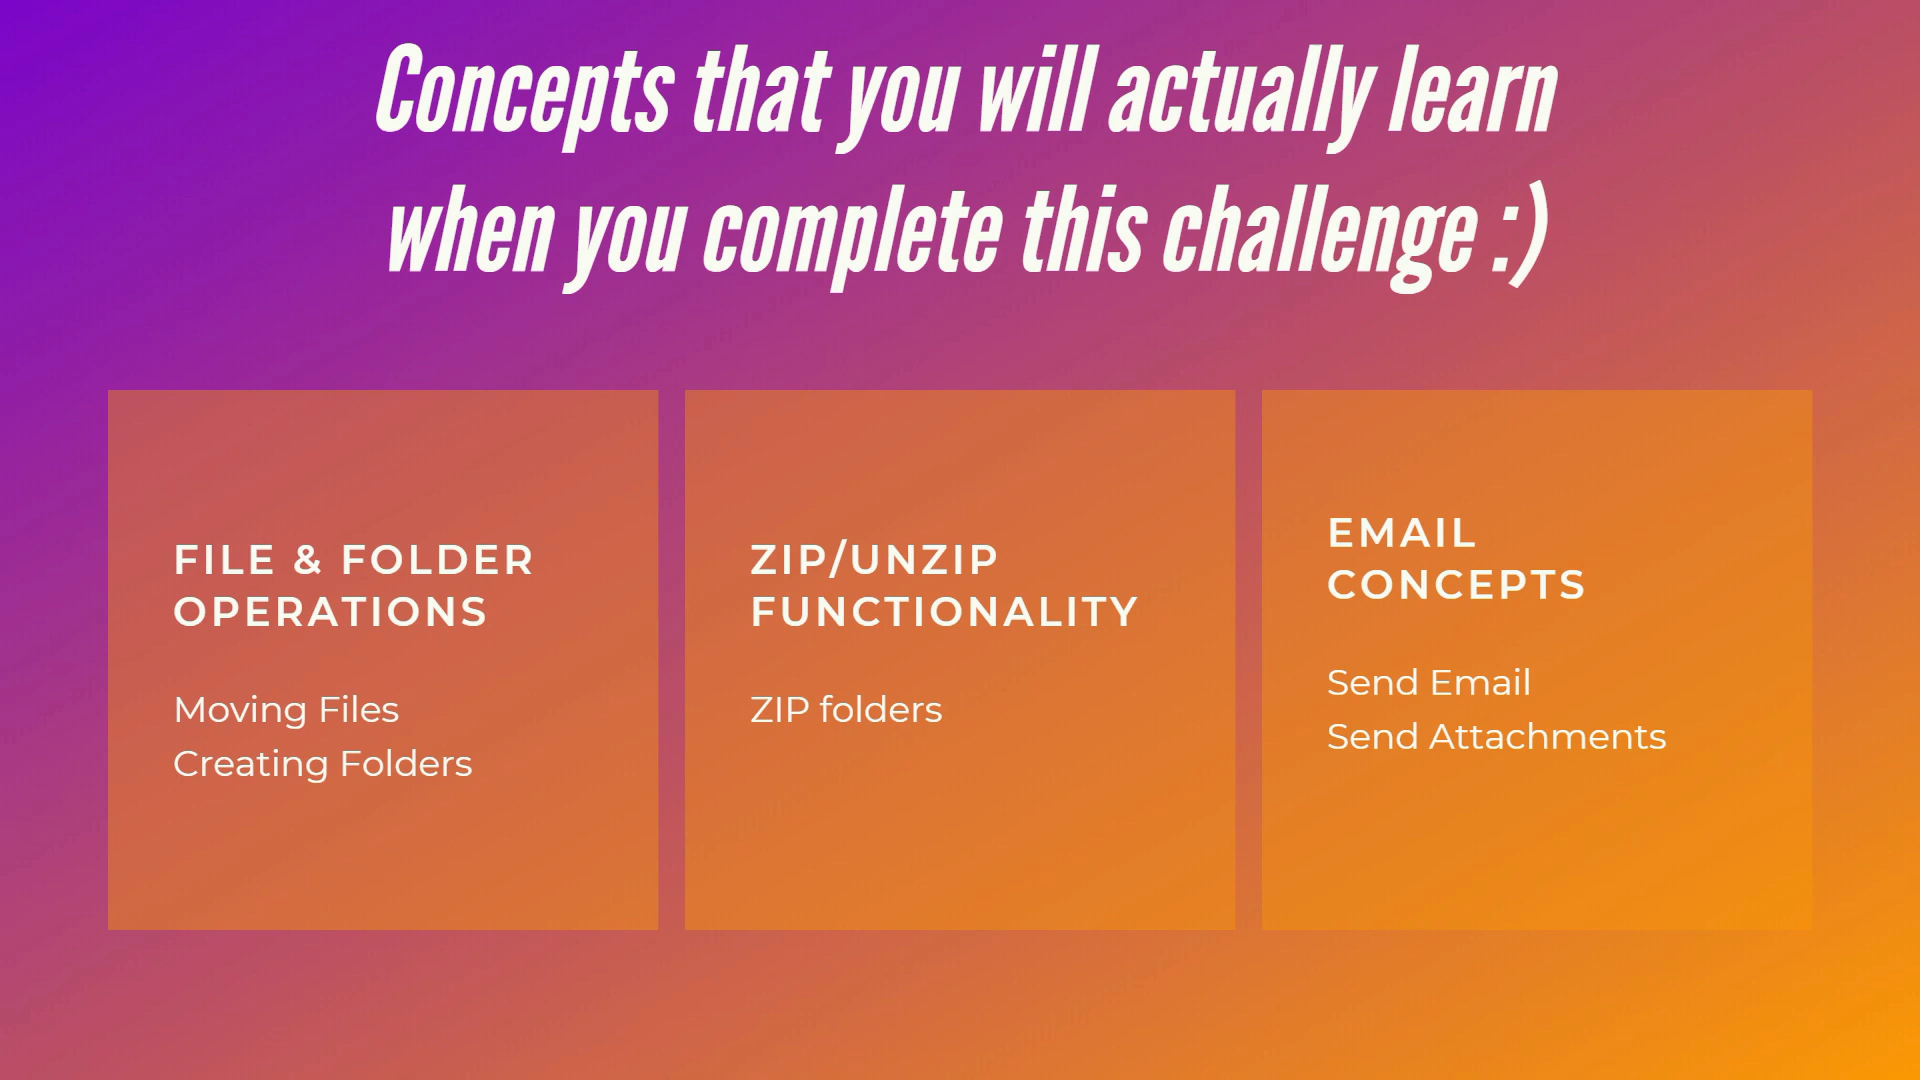 Concepts that you will actually learn
when you complete this challenge :)
FILE & FOLDER
OPERATIONS
Moving Files
Creating Folders
ZIP/UNZIP
FUNCTIONALITY
ZIP folders
EMAIL
CONCEPTS
Send Email
Send Attachments